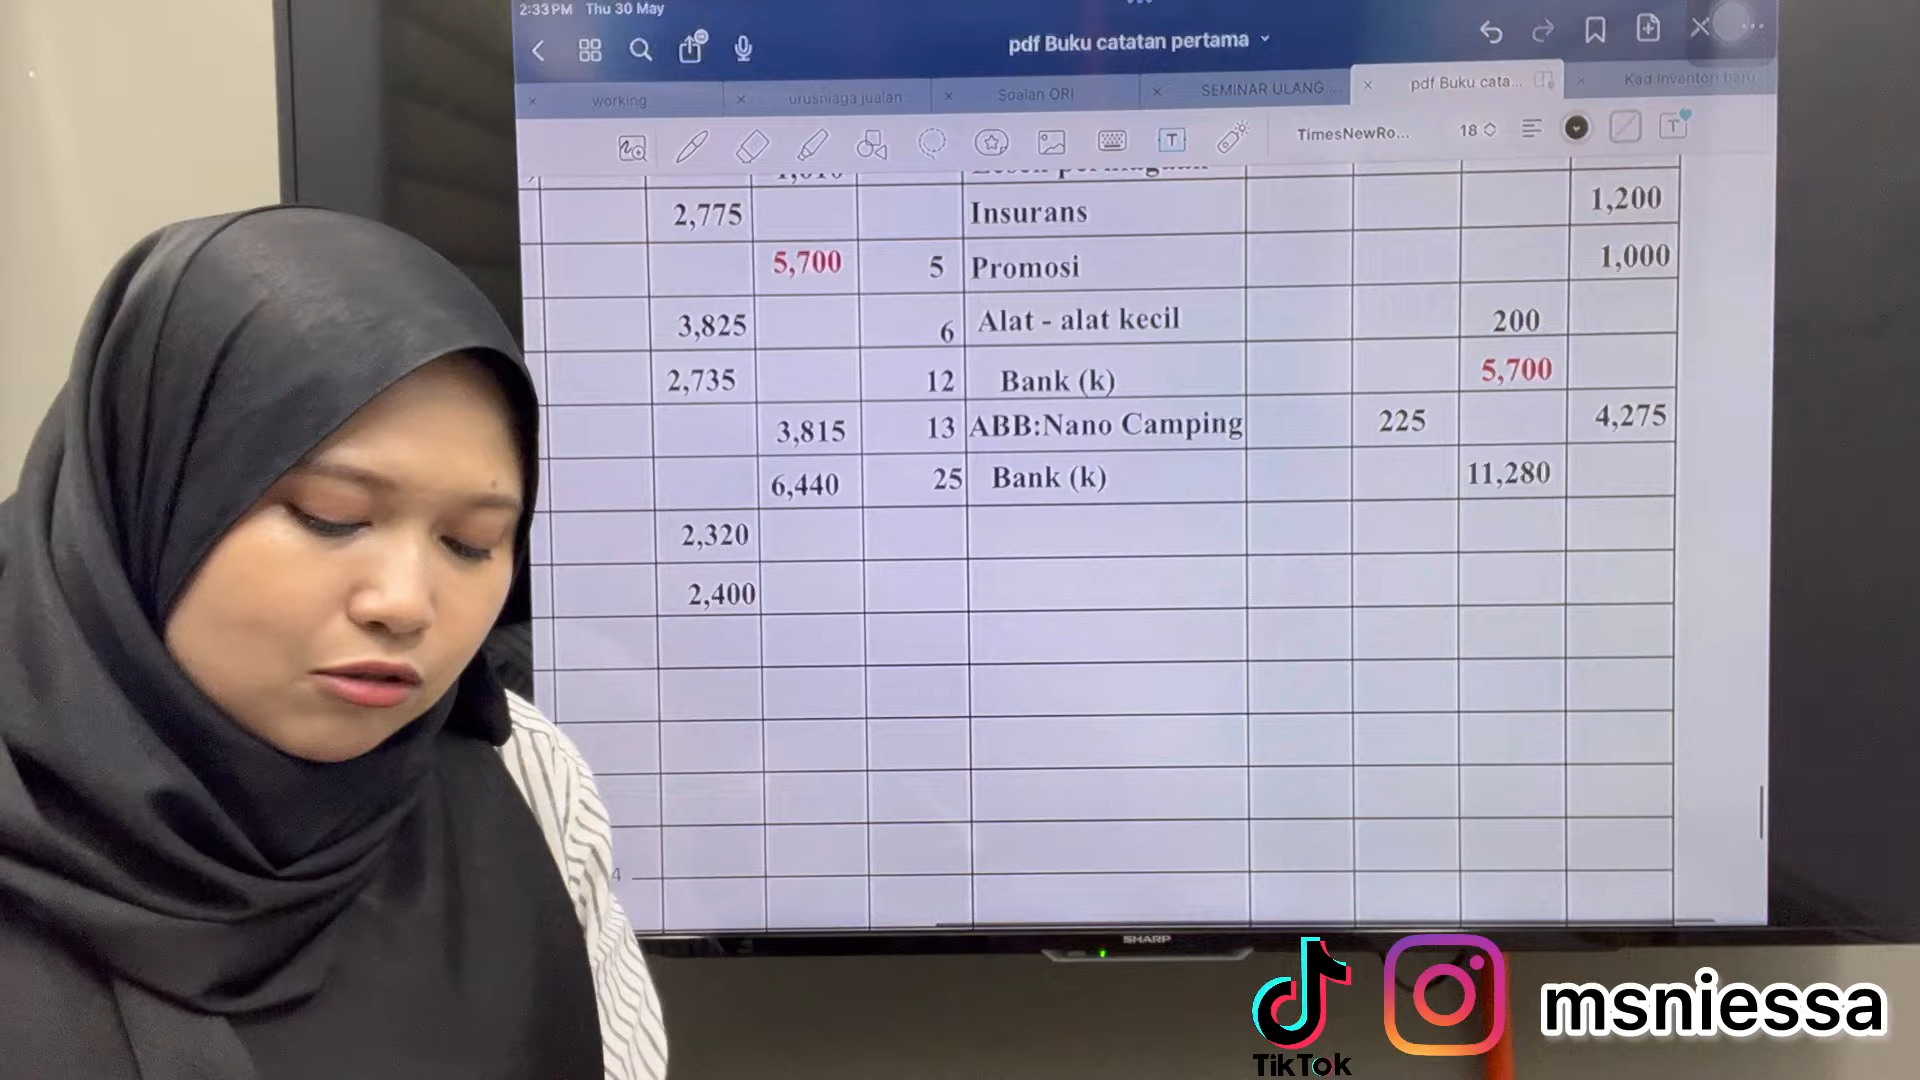 2:33 PM Thu 30 May
pdf Buku catatan pertama
working
urusniaga jualan
Soalan ORI
SEMINAR ULANG...
pdf Buku cata...
Kad Inventori baru
TimesNewRo...
18
2,775 Insurans 1,200
5,700 5 Promosi 1,000
3,825 6 Alat - alat kecil 200
2,735 12 Bank (k) 5,700
3,815 13 ABB:Nano Camping 225 4,275
6,440 25 Bank (k) 11,280
2,320
2,400
4
SHARP
TikTok
msniessa